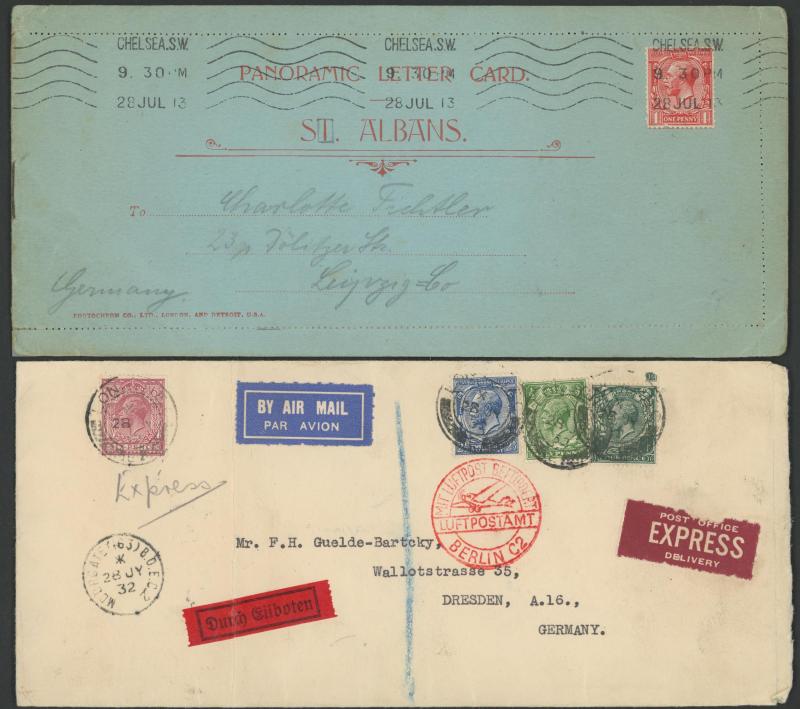 CHELSEA.S.W. CHELSEA.S.W. CHELSEA.S.W.
9. 30 PM 9. 30 PM 9. 30 PM
28 JUL 13 28 JUL 13 28 JUL 13
PANORAMIC LETTER CARD.
ST. ALBANS.
ONE PENNY
To Charlotte
Leipzig-Co
Germany.
PHOTOCHROM CO., LTD., LONDON, AND DETROIT, U.S.A.
BY AIR MAIL
PAR AVION
Express
MIT LUFTPOST BEFÖRDERT
LUFTPOSTAMT
BERLIN C2
POST OFFICE
EXPRESS
DELIVERY
28 JY
32
Mr. F.H. Guelde-Bartcky,
Wallotstrasse 35,
DRESDEN, A.16.,
GERMANY.
Durch Eilboten